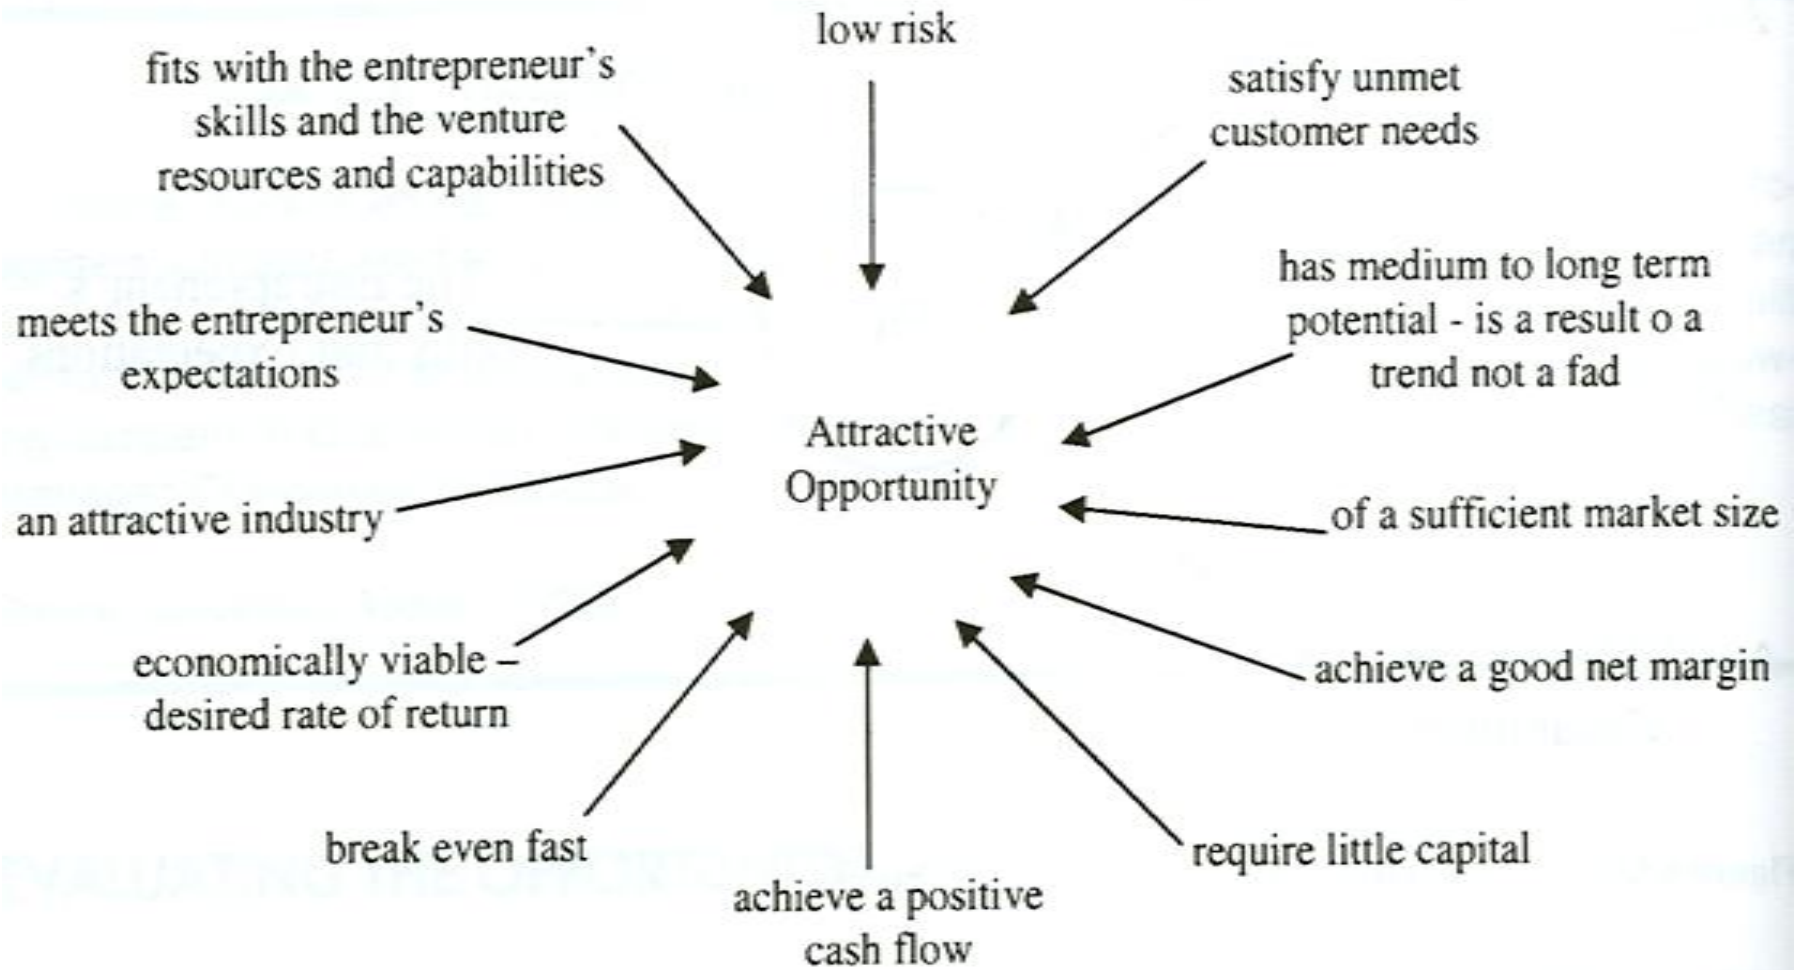 low risk
fits with the entrepreneur's
skills and the venture
resources and capabilities
satisfy unmet
customer needs
has medium to long term
potential - is a result o a
trend not a fad
meets the entrepreneur's
expectations
Attractive
Opportunity
an attractive industry
of a sufficient market size
economically viable –
desired rate of return
achieve a good net margin
break even fast
require little capital
achieve a positive
cash flow